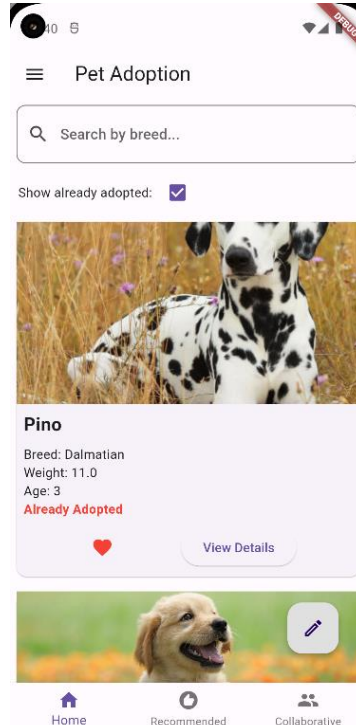 40
DEBUG
Pet Adoption
Search by breed...
Show already adopted:
Pino
Breed: Dalmatian
Weight: 11.0
Age: 3
Already Adopted
View Details
Home
Recommended
Collaborative